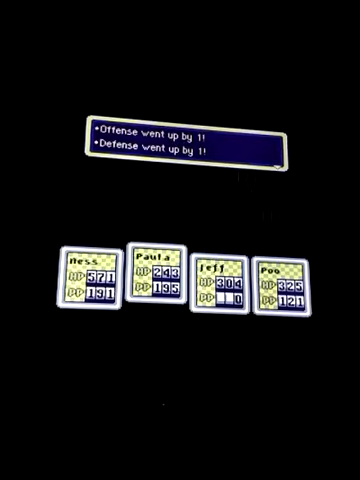 •Offense went up by 1!
•Defense went up by 1!
Ness
HP 571
PP 191
Paula
HP 243
PP 135
Jeff
HP 304
PP 0
Poo
HP 325
PP 121